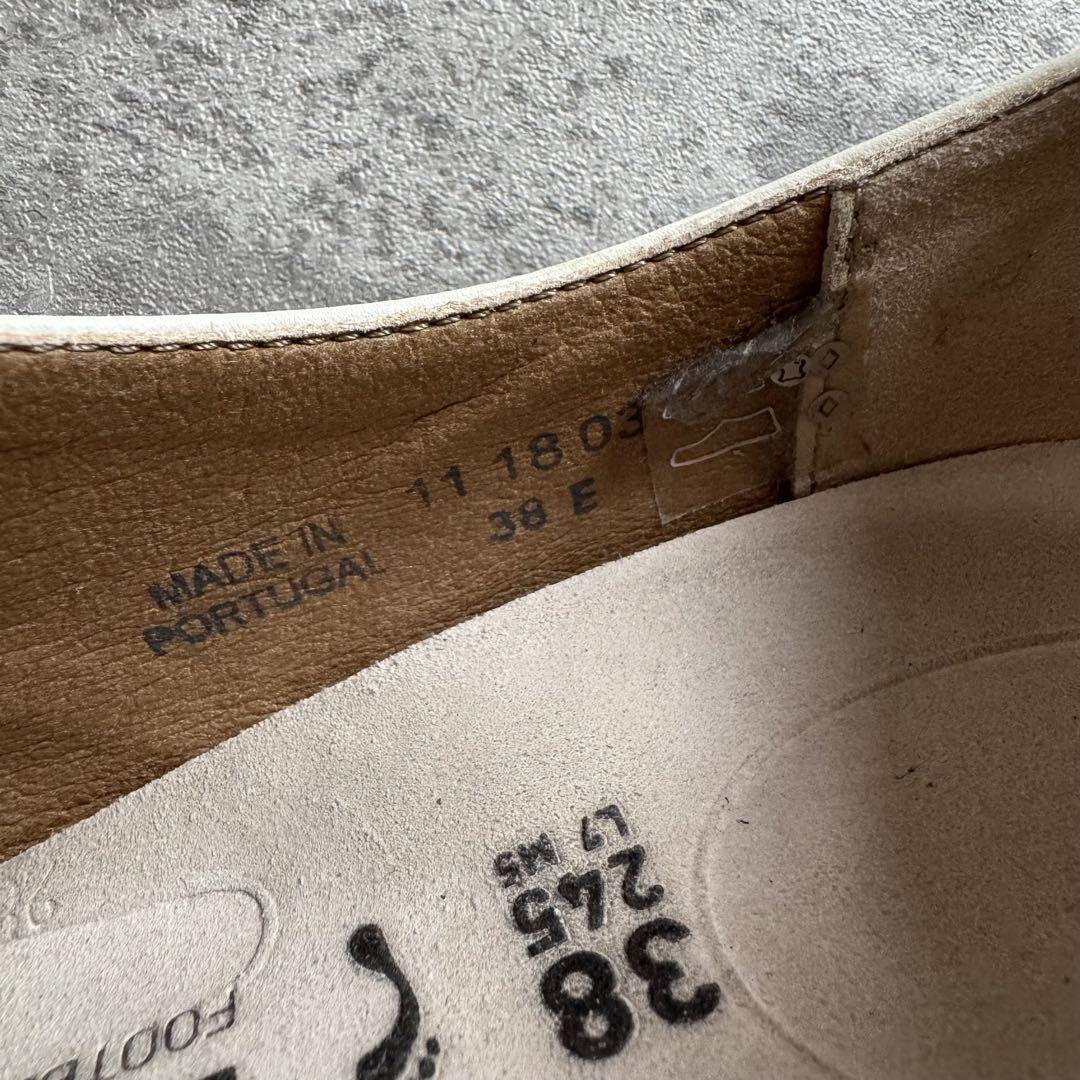 11 18 03
38 E
MADE IN
PORTUGAL
L7 M5
245
38